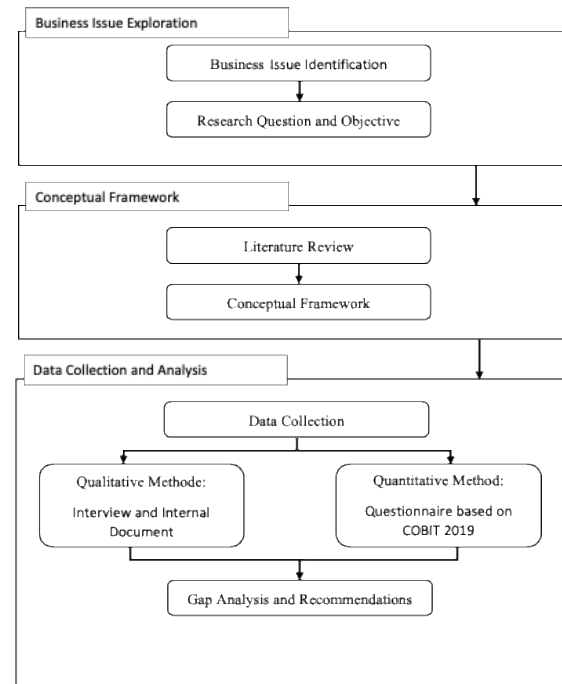 Business Issue Exploration
Business Issue Identification
Research Question and Objective
Conceptual Framework
Literature Review
Conceptual Framework
Data Collection and Analysis
Data Collection
Qualitative Methode:
Interview and Internal
Document
Quantitative Method:
Questionnaire based on
COBIT 2019
Gap Analysis and Recommendations